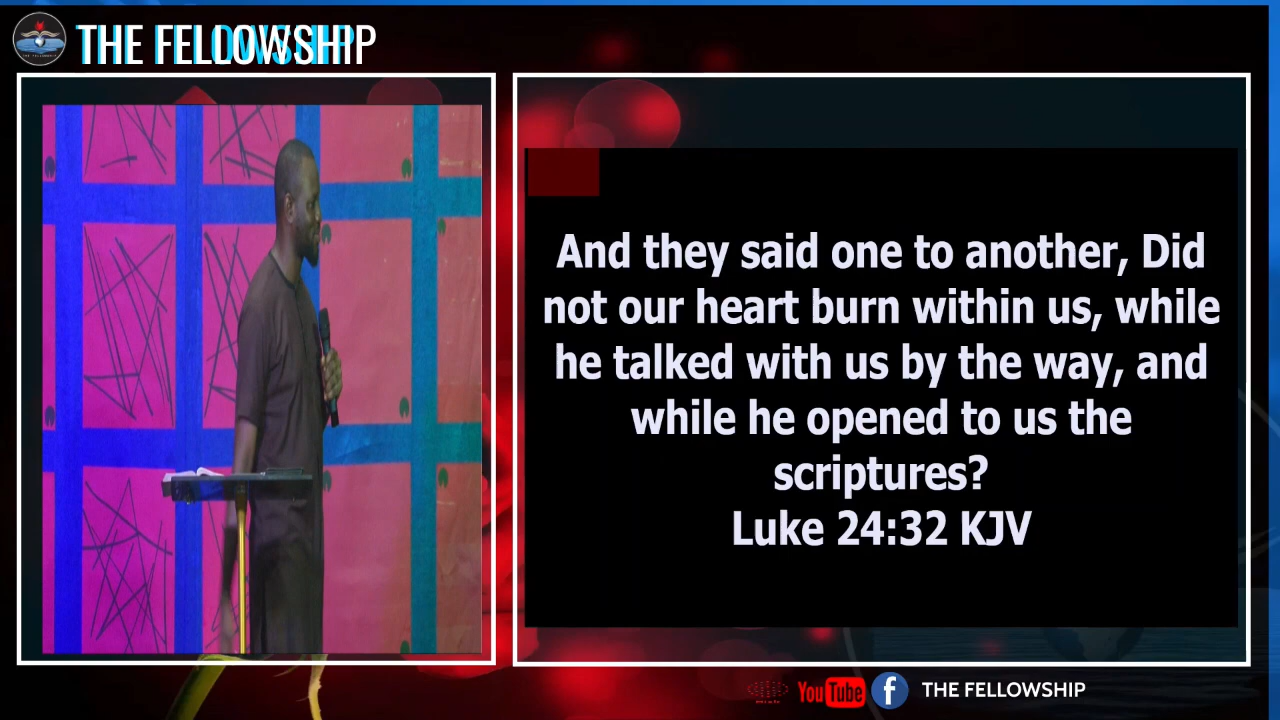 THE FELLOWSHIP
And they said one to another, Did
not our heart burn within us, while
he talked with us by the way, and
while he opened to us the
scriptures?
Luke 24:32 KJV
YouTube
THE FELLOWSHIP